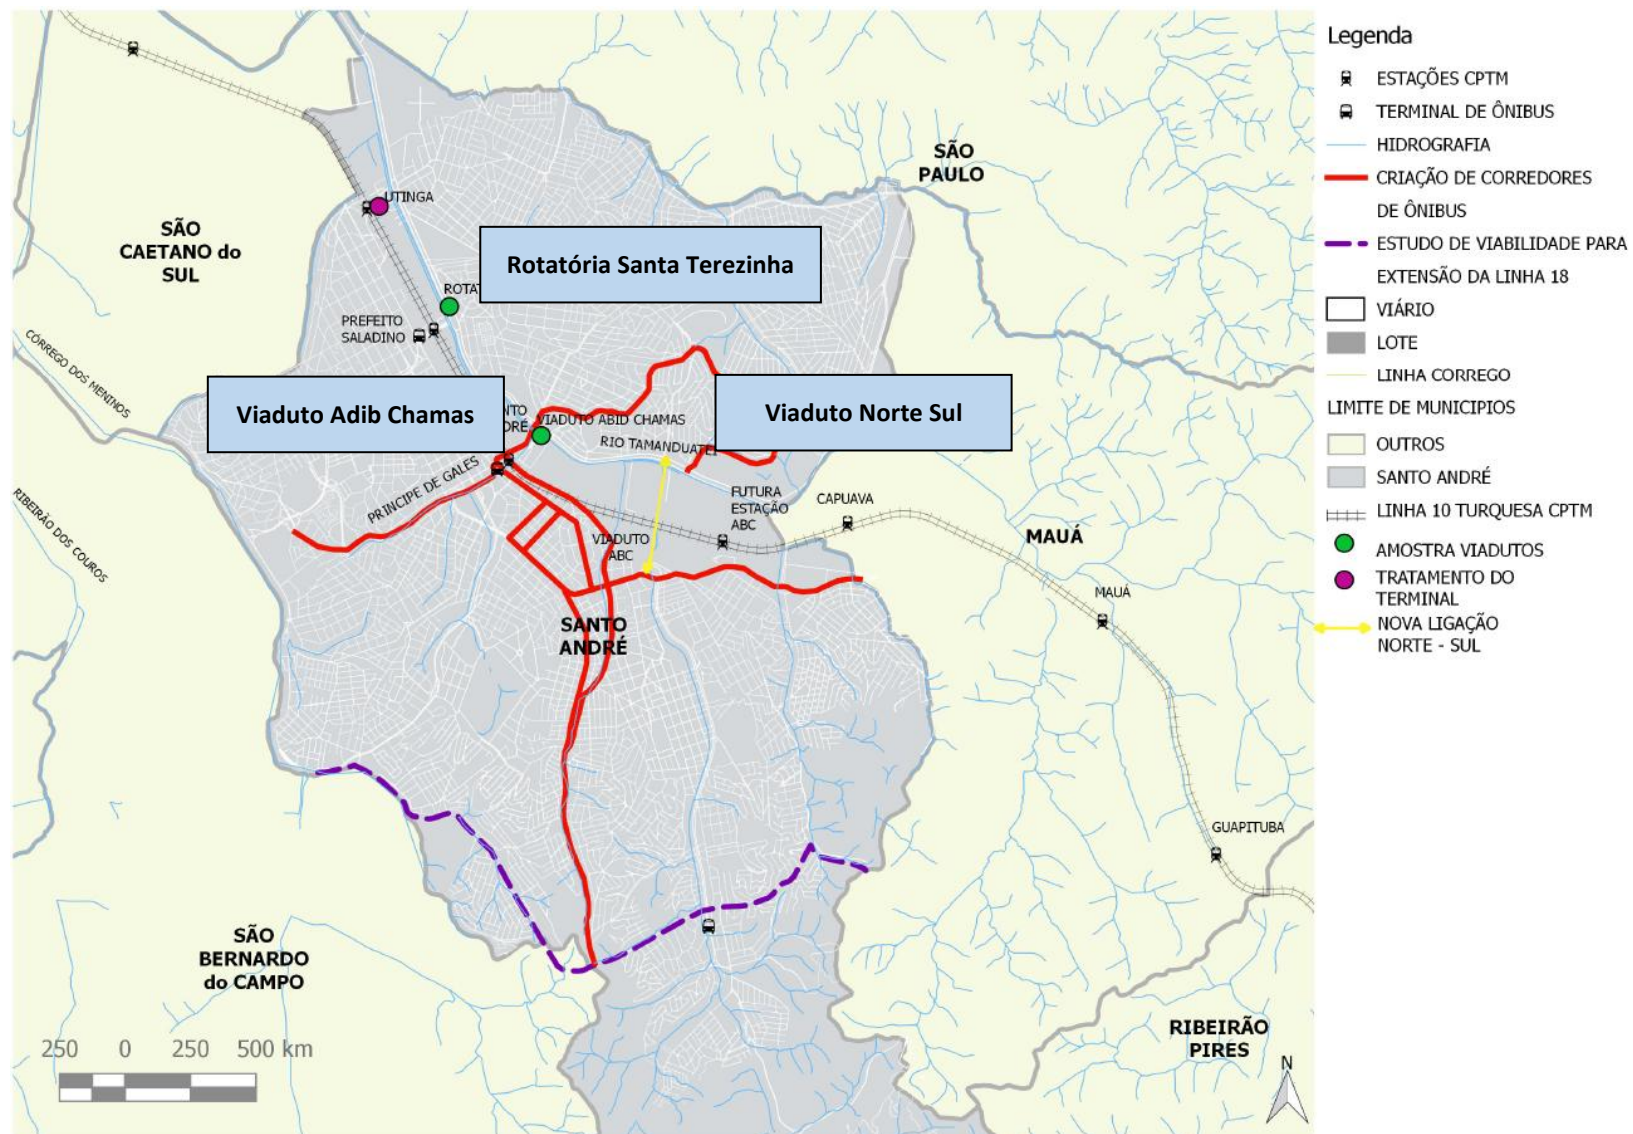 SÃO
PAULO
UTINGA
SÃO
CAETANO do
SUL
Rotatória Santa Terezinha
PREFEITO
SALADINO
CÓRREGO DOS MENINOS
Viaduto Adib Chamas
Viaduto Norte Sul
VIADUTO ABID CHAMAS
RIO TAMANDUATEÍ
PRINCIPE DE GALES
RIBEIRÃO DOS COUROS
FUTURA
ESTAÇÃO
ABC
CAPUAVA
VIADUTO
ABC
MAUÁ
MAUÁ
SANTO
ANDRÉ
GUAPITUBA
SÃO
BERNARDO
do CAMPO
RIBEIRÃO
PIRES
250 0 250 500 km
N
Legenda
ESTAÇÕES CPTM
TERMINAL DE ÔNIBUS
HIDROGRAFIA
CRIAÇÃO DE CORREDORES
DE ÔNIBUS
ESTUDO DE VIABILIDADE PARA
EXTENSÃO DA LINHA 18
VIÁRIO
LOTE
LINHA CORREGO
LIMITE DE MUNICIPIOS
OUTROS
SANTO ANDRÉ
LINHA 10 TURQUESA CPTM
AMOSTRA VIADUTOS
TRATAMENTO DO
TERMINAL
NOVA LIGAÇÃO
NORTE - SUL